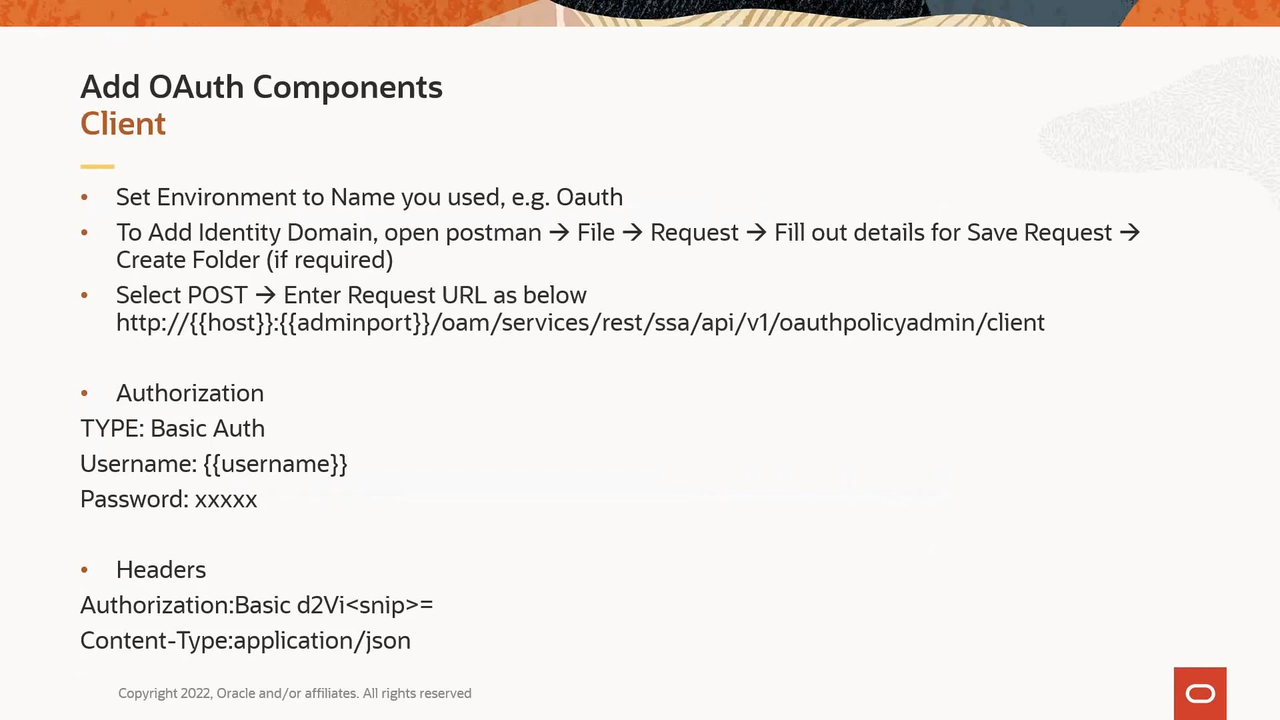 Add OAuth Components
Client
• Set Environment to Name you used, e.g. Oauth
• To Add Identity Domain, open postman → File → Request → Fill out details for Save Request →
Create Folder (if required)
• Select POST → Enter Request URL as below
http://{{host}}:{{adminport}}/oam/services/rest/ssa/api/v1/oauthpolicyadmin/client
• Authorization
TYPE: Basic Auth
Username: {{username}}
Password: xxxxx
• Headers
Authorization:Basic d2Vi<snip>=
Content-Type:application/json
Copyright 2022, Oracle and/or affiliates. All rights reserved